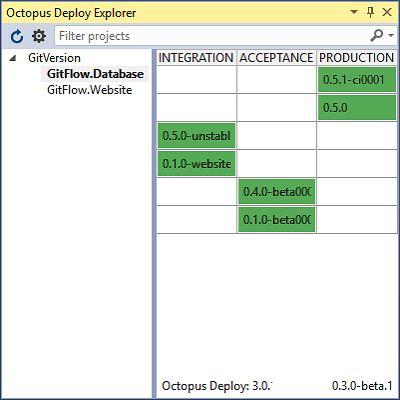 Octopus Deploy Explorer
Filter projects
GitVersion
GitFlow.Database
GitFlow.Website
INTEGRATION ACCEPTANCE PRODUCTION
0.5.1-ci0001
0.5.0
0.5.0-unstabl
0.1.0-website
0.4.0-beta000
0.1.0-beta000
Octopus Deploy: 3.0. 0.3.0-beta.1